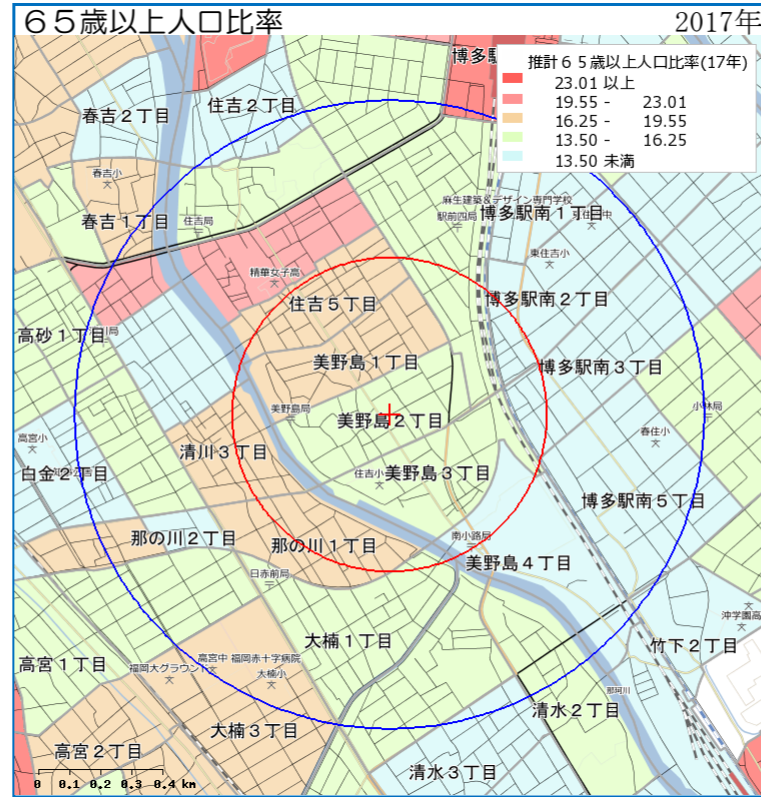 ６５歳以上人口比率
2017年
推計６５歳以上人口比率(17年)
23.01 以上
19.55 - 23.01
16.25 - 19.55
13.50 - 16.25
13.50 未満
春吉２丁目
住吉２丁目
春吉小
春吉１丁目
住吉局
麻生建築&デザイン専門学校
駅前四局
博多駅南１丁目
東住吉小
精華女子高
住吉５丁目
博多駅南２丁目
高砂１丁目
美野島１丁目
博多駅南３丁目
美野島局
美野島２丁目
小林局
高宮小
清川３丁目
春住小
白金２丁目
住吉小
美野島３丁目
博多駅南５丁目
那の川２丁目
那の川１丁目
南小路局
美野島４丁目
日赤前局
沖学園高
大楠１丁目
竹下２丁目
高宮１丁目
高宮中
福岡赤十字病院
福岡大グラウンド
大楠小
那珂川
清水２丁目
大楠３丁目
高宮２丁目
清水３丁目
0 0.1 0.2 0.3 0.4 km